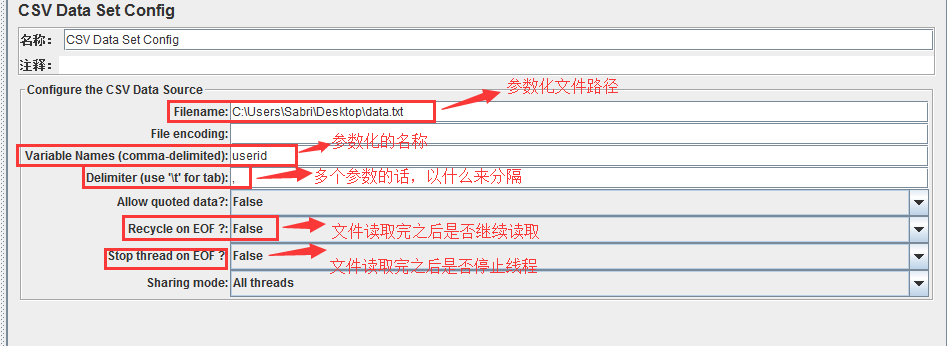 CSV Data Set Config
名称： CSV Data Set Config
注释：
Configure the CSV Data Source
参数化文件路径
Filename: C:\Users\Sabri\Desktop\data.txt
File encoding:
参数化的名称
Variable Names (comma-delimited): userid
Delimiter (use '\t' for tab): , 多个参数的话，以什么来分隔
Allow quoted data?: False
Recycle on EOF ?: False 文件读取完之后是否继续读取
Stop thread on EOF ? False 文件读取完之后是否停止线程
Sharing mode: All threads